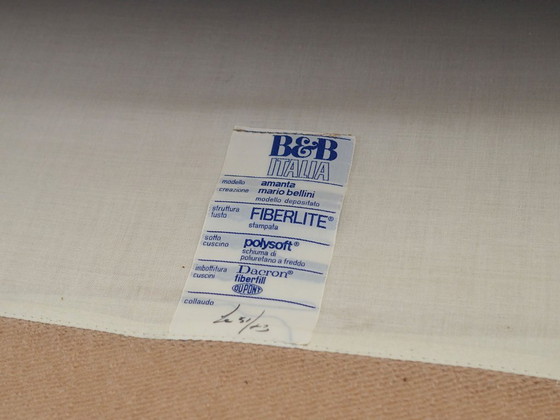 B&B
ITALIA
modello amanta
creazione mario bellini
modello depositato
struttura FIBERLITE®
fusto stampata
sotto polysoft®
cuscino schiuma di
poliuretano a freddo
imbottitura Dacron®
cuscini fiberfill
DUPONT
collaudo